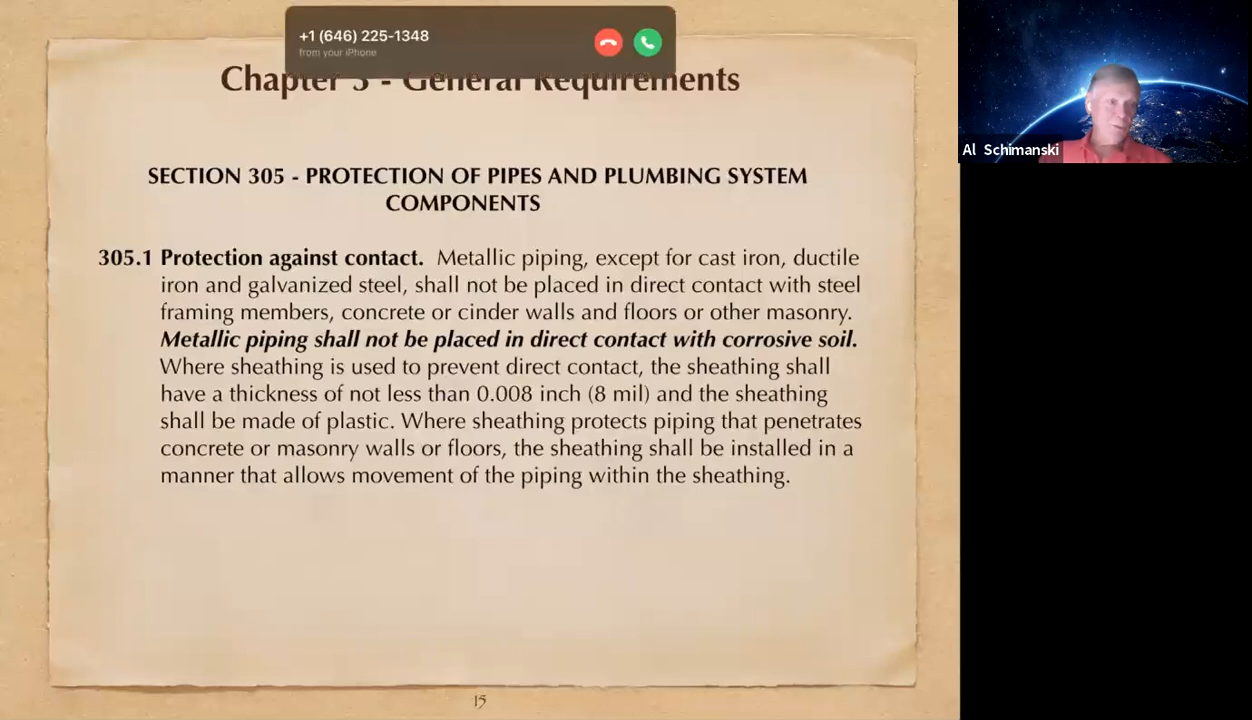 +1 (646) 225-1348
from your iPhone
Chapter 3 - General Requirements
Al Schimanski
SECTION 305 - PROTECTION OF PIPES AND PLUMBING SYSTEM
COMPONENTS
305.1 Protection against contact. Metallic piping, except for cast iron, ductile
iron and galvanized steel, shall not be placed in direct contact with steel
framing members, concrete or cinder walls and floors or other masonry.
Metallic piping shall not be placed in direct contact with corrosive soil.
Where sheathing is used to prevent direct contact, the sheathing shall
have a thickness of not less than 0.008 inch (8 mil) and the sheathing
shall be made of plastic. Where sheathing protects piping that penetrates
concrete or masonry walls or floors, the sheathing shall be installed in a
manner that allows movement of the piping within the sheathing.
15